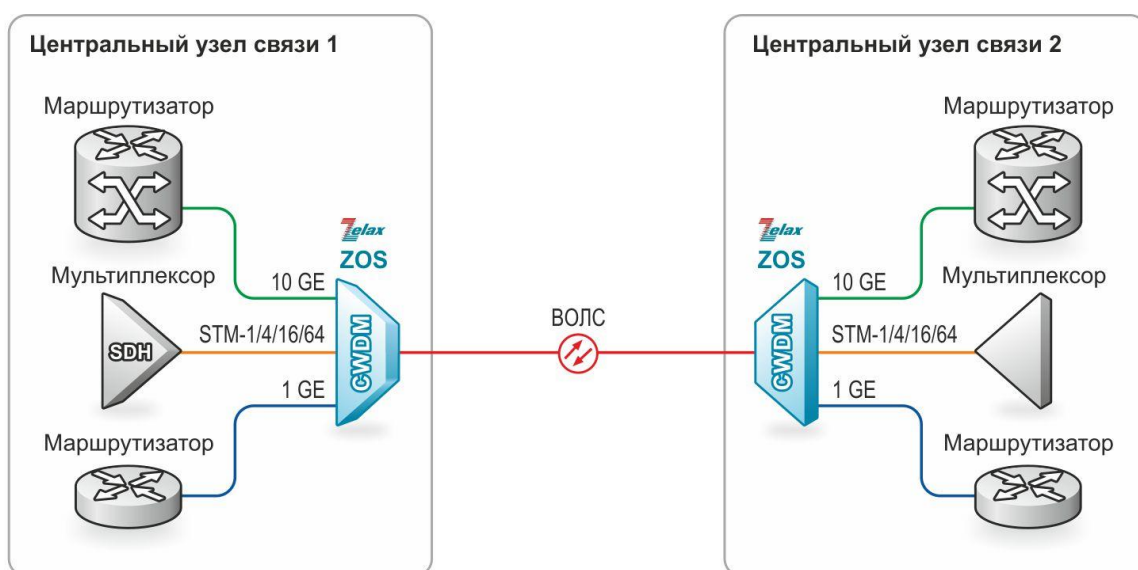 Центральный узел связи 1
Маршрутизатор
Zelax
ZOS
Мультиплексор
10 GE
SDH
STM-1/4/16/64
CWDM
1 GE
Маршрутизатор
ВОЛС
Центральный узел связи 2
Маршрутизатор
Zelax
ZOS
10 GE
Мультиплексор
CWDM
STM-1/4/16/64
1 GE
Маршрутизатор